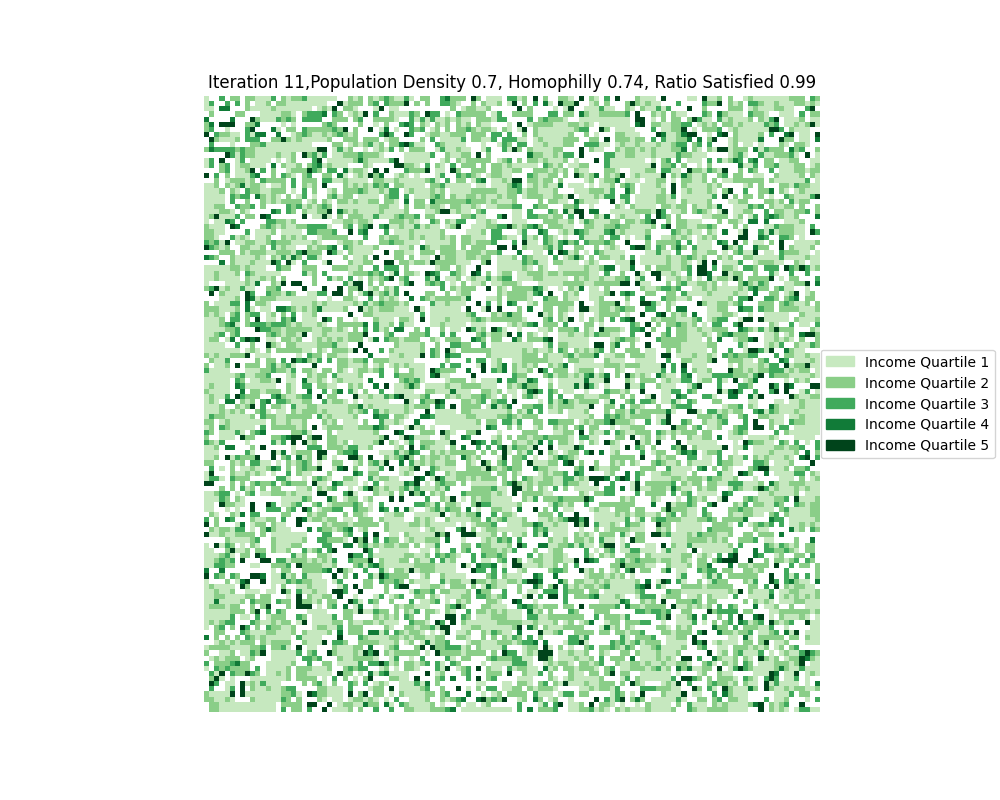 Iteration 11,Population Density 0.7, Homophilly 0.74, Ratio Satisfied 0.99
Income Quartile 1
Income Quartile 2
Income Quartile 3
Income Quartile 4
Income Quartile 5